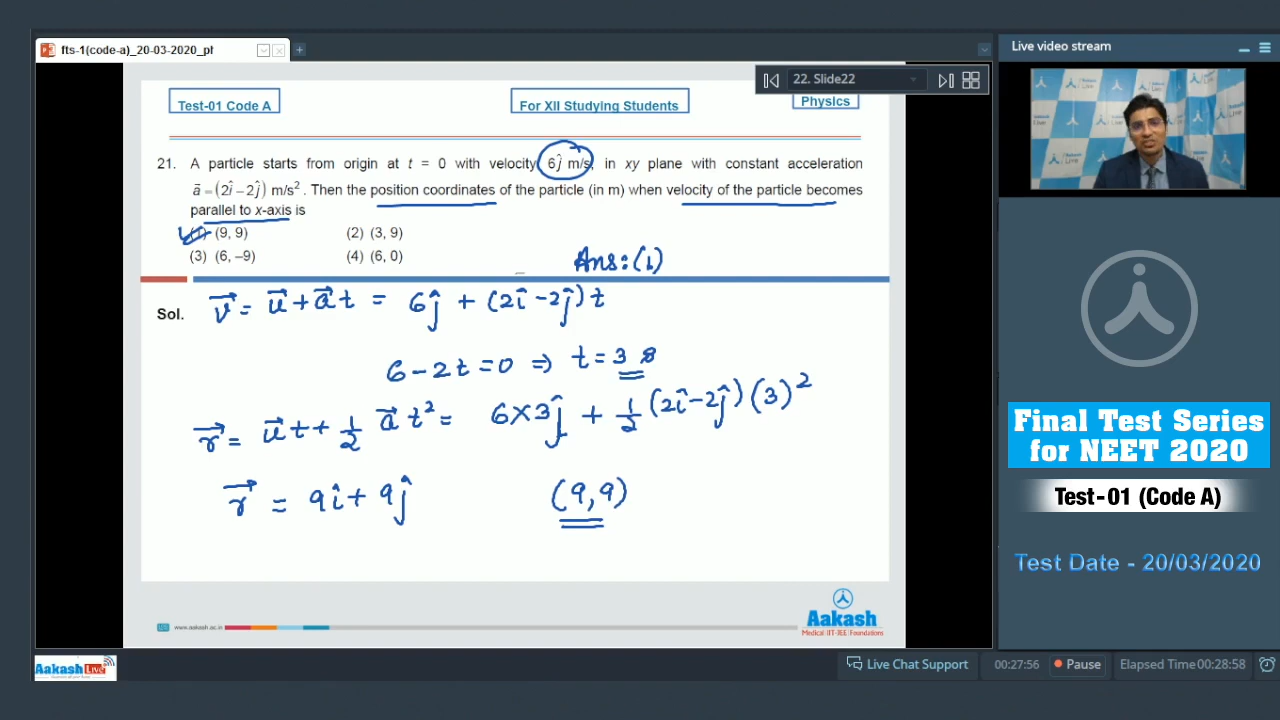 fts-1(code-a)_20-03-2020_ph
Live video stream
22. Slide22
Test-01 Code A
For XII Studying Students
Physics
21. A particle starts from origin at t = 0 with velocity 6ĵ m/s, in xy plane with constant acceleration
a⃗ = (2î – 2ĵ) m/s². Then the position coordinates of the particle (in m) when velocity of the particle becomes
parallel to x-axis is
(1) (9, 9) (2) (3, 9)
(3) (6, –9) (4) (6, 0)
Ans: (1)
Sol. v⃗ = u⃗ + a⃗ t = 6ĵ + (2î – 2ĵ) t
6 – 2t = 0 ⇒ t = 3 s
r⃗ = u⃗ t + 1/2 a⃗ t² = 6×3ĵ + 1/2 (2î – 2ĵ) (3)²
r⃗ = 9î + 9ĵ (9, 9)
www.aakash.ac.in
Aakash
Medical | IIT-JEE | Foundations
Final Test Series
for NEET 2020
Test-01 (Code A)
Test Date - 20/03/2020
Aakash Live
Live Chat Support
00:27:56
Pause
Elapsed Time 00:28:58